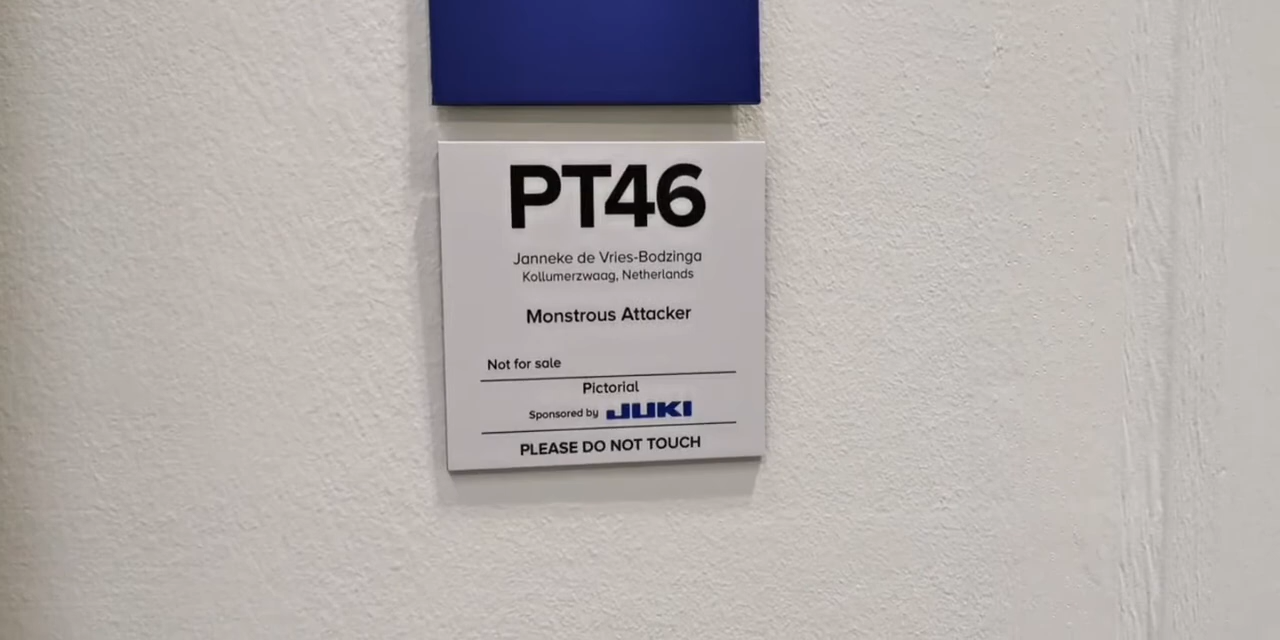 PT46
Janneke de Vries-Bodzinga
Kollumerzwaag, Netherlands
Monstrous Attacker
Not for sale
Pictorial
Sponsored by JUKI
PLEASE DO NOT TOUCH